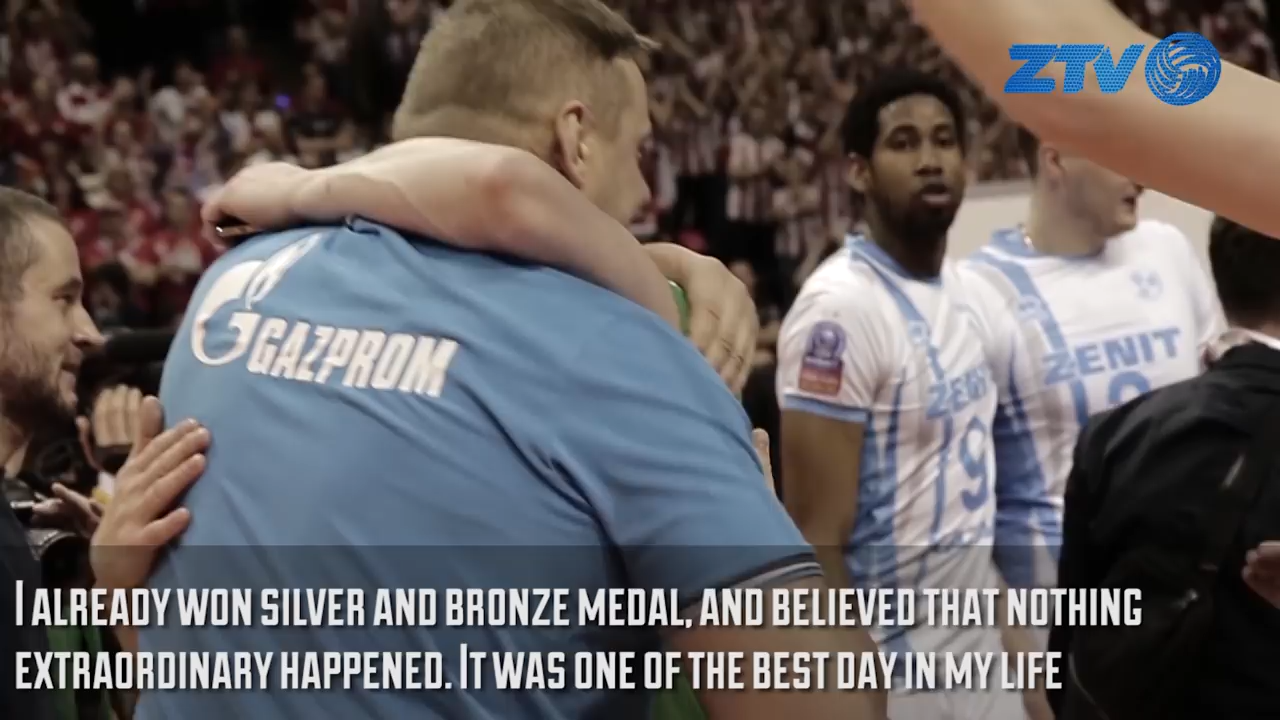 ZTV
GAZPROM
ZENIT
ZENIT
9
I ALREADY WON SILVER AND BRONZE MEDAL, AND BELIEVED THAT NOTHING
EXTRAORDINARY HAPPENED. IT WAS ONE OF THE BEST DAY IN MY LIFE